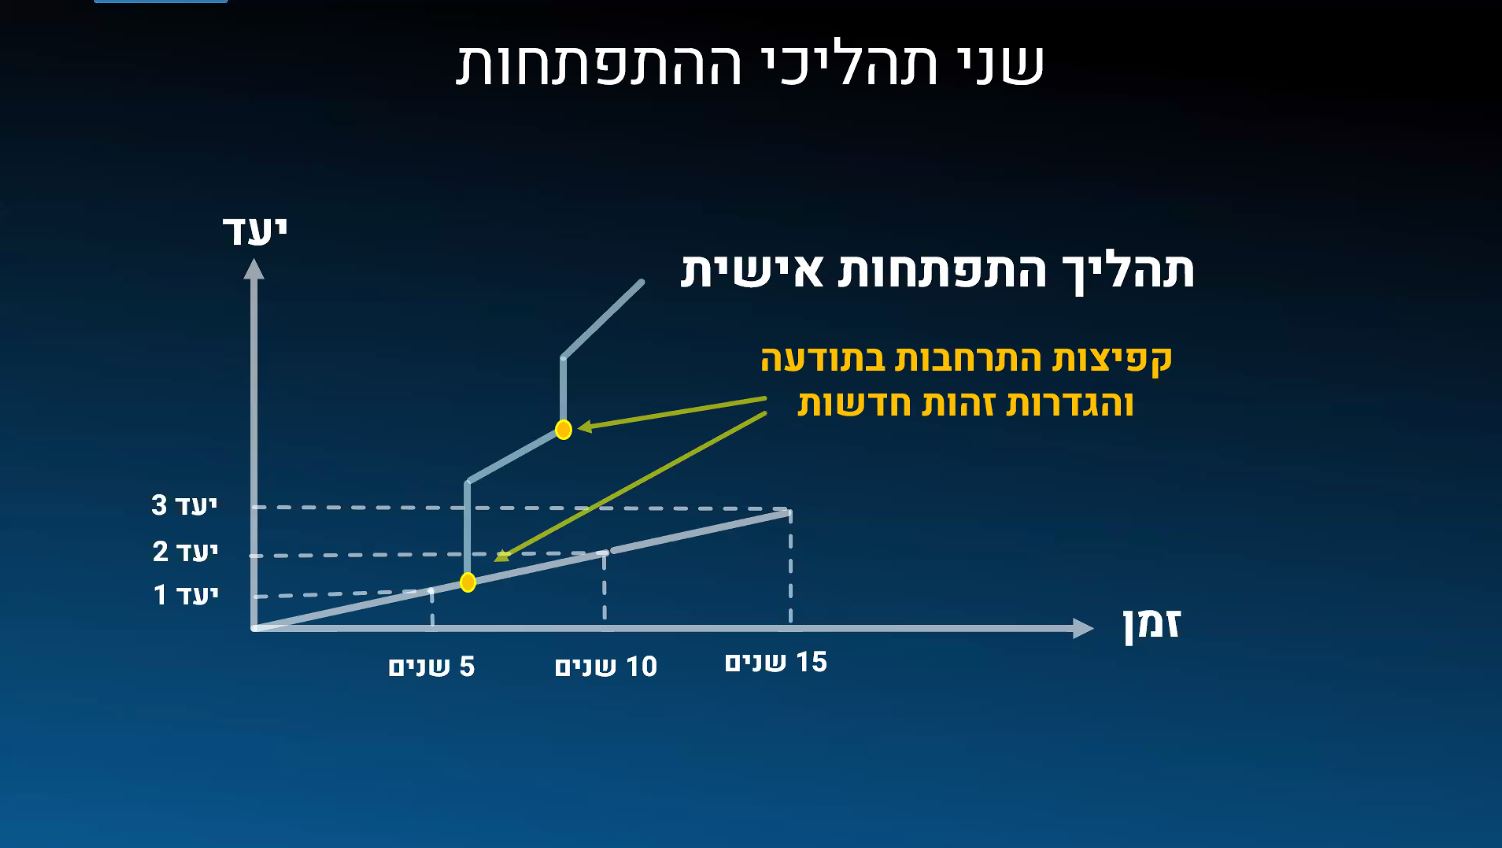 שני תהליכי ההתפתחות
יעד
תהליך התפתחות אישית
קפיצות התרחבות בתודעה
והגדרות זהות חדשות
יעד 3
יעד 2
יעד 1
זמן
5 שנים
10 שנים
15 שנים